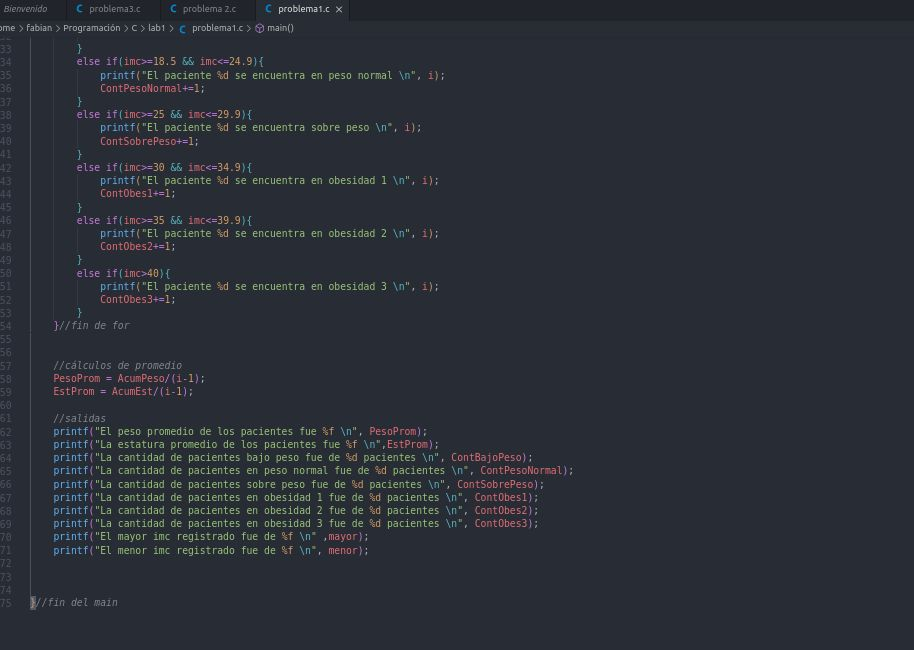 Bienvenido C problema3.c C problema 2.c C problema1.c ×
ome > fabian > Programación > C > lab1 > C problema1.c > main()
33 }
34 else if(imc>=18.5 && imc<=24.9){
35 printf("El paciente %d se encuentra en peso normal \n", i);
36 ContPesoNormal+=1;
37 }
38 else if(imc>=25 && imc<=29.9){
39 printf("El paciente %d se encuentra sobre peso \n", i);
40 ContSobrePeso+=1;
41 }
42 else if(imc>=30 && imc<=34.9){
43 printf("El paciente %d se encuentra en obesidad 1 \n", i);
44 ContObes1+=1;
45 }
46 else if(imc>=35 && imc<=39.9){
47 printf("El paciente %d se encuentra en obesidad 2 \n", i);
48 ContObes2+=1;
49 }
50 else if(imc>40){
51 printf("El paciente %d se encuentra en obesidad 3 \n", i);
52 ContObes3+=1;
53 }
54 }//fin de for
55
56
57 //cálculos de promedio
58 PesoProm = AcumPeso/(i-1);
59 EstProm = AcumEst/(i-1);
60
61 //salidas
62 printf("El peso promedio de los pacientes fue %f \n", PesoProm);
63 printf("La estatura promedio de los pacientes fue %f \n",EstProm);
64 printf("La cantidad de pacientes bajo peso fue de %d pacientes \n", ContBajoPeso);
65 printf("La cantidad de pacientes en peso normal fue de %d pacientes \n", ContPesoNormal);
66 printf("La cantidad de pacientes sobre peso fue de %d pacientes \n", ContSobrePeso);
67 printf("La cantidad de pacientes en obesidad 1 fue de %d pacientes \n", ContObes1);
68 printf("La cantidad de pacientes en obesidad 2 fue de %d pacientes \n", ContObes2);
69 printf("La cantidad de pacientes en obesidad 3 fue de %d pacientes \n", ContObes3);
70 printf("El mayor imc registrado fue de %f \n" ,mayor);
71 printf("El menor imc registrado fue de %f \n", menor);
72
73
74
75 }//fin del main